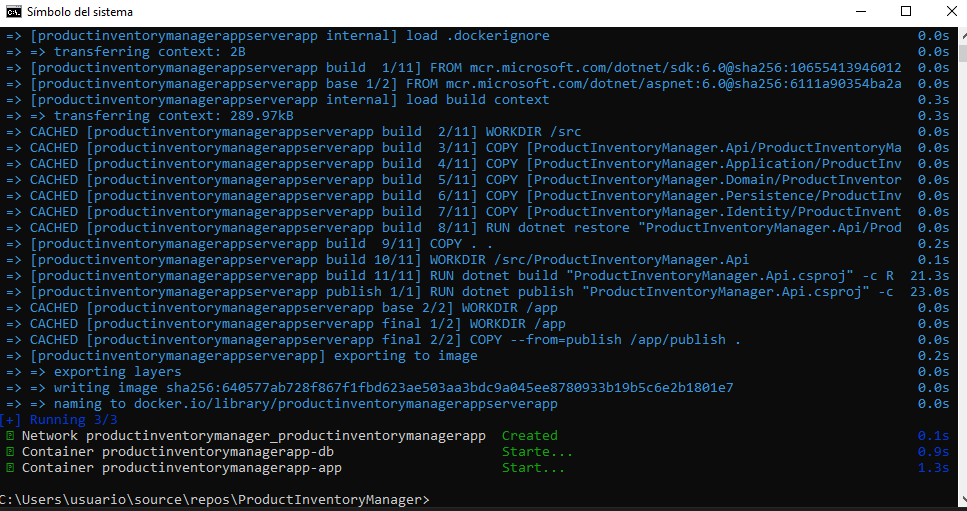 Símbolo del sistema
=> [productinventorymanagerappserverapp internal] load .dockerignore 0.0s
=> => transferring context: 2B 0.0s
=> [productinventorymanagerappserverapp build  1/11] FROM mcr.microsoft.com/dotnet/sdk:6.0@sha256:10655413946012 0.0s
=> [productinventorymanagerappserverapp base 1/2] FROM mcr.microsoft.com/dotnet/aspnet:6.0@sha256:6111a90354ba2a 0.0s
=> [productinventorymanagerappserverapp internal] load build context 0.3s
=> => transferring context: 289.97kB 0.3s
=> CACHED [productinventorymanagerappserverapp build  2/11] WORKDIR /src 0.0s
=> CACHED [productinventorymanagerappserverapp build  3/11] COPY [ProductInventoryManager.Api/ProductInventoryMa 0.0s
=> CACHED [productinventorymanagerappserverapp build  4/11] COPY [ProductInventoryManager.Application/ProductInv 0.0s
=> CACHED [productinventorymanagerappserverapp build  5/11] COPY [ProductInventoryManager.Domain/ProductInventor 0.0s
=> CACHED [productinventorymanagerappserverapp build  6/11] COPY [ProductInventoryManager.Persistence/ProductInv 0.0s
=> CACHED [productinventorymanagerappserverapp build  7/11] COPY [ProductInventoryManager.Identity/ProductInvent 0.0s
=> CACHED [productinventorymanagerappserverapp build  8/11] RUN dotnet restore "ProductInventoryManager.Api/Prod 0.0s
=> [productinventorymanagerappserverapp build  9/11] COPY . . 0.2s
=> [productinventorymanagerappserverapp build 10/11] WORKDIR /src/ProductInventoryManager.Api 0.1s
=> [productinventorymanagerappserverapp build 11/11] RUN dotnet build "ProductInventoryManager.Api.csproj" -c R 21.3s
=> [productinventorymanagerappserverapp publish 1/1] RUN dotnet publish "ProductInventoryManager.Api.csproj" -c 23.0s
=> CACHED [productinventorymanagerappserverapp base 2/2] WORKDIR /app 0.0s
=> CACHED [productinventorymanagerappserverapp final 1/2] WORKDIR /app 0.0s
=> CACHED [productinventorymanagerappserverapp final 2/2] COPY --from=publish /app/publish . 0.0s
=> [productinventorymanagerappserverapp] exporting to image 0.2s
=> => exporting layers 0.0s
=> => writing image sha256:640577ab728f867f1fbd623ae503aa3bdc9a045ee8780933b19b5c6e2b1801e7 0.0s
=> => naming to docker.io/library/productinventorymanagerappserverapp 0.0s
[+] Running 3/3
Network productinventorymanager_productinventorymanagerapp Created 0.1s
Container productinventorymanagerapp-db Starte... 0.9s
Container productinventorymanagerapp-app Start... 1.3s
C:\Users\usuario\source\repos\ProductInventoryManager>